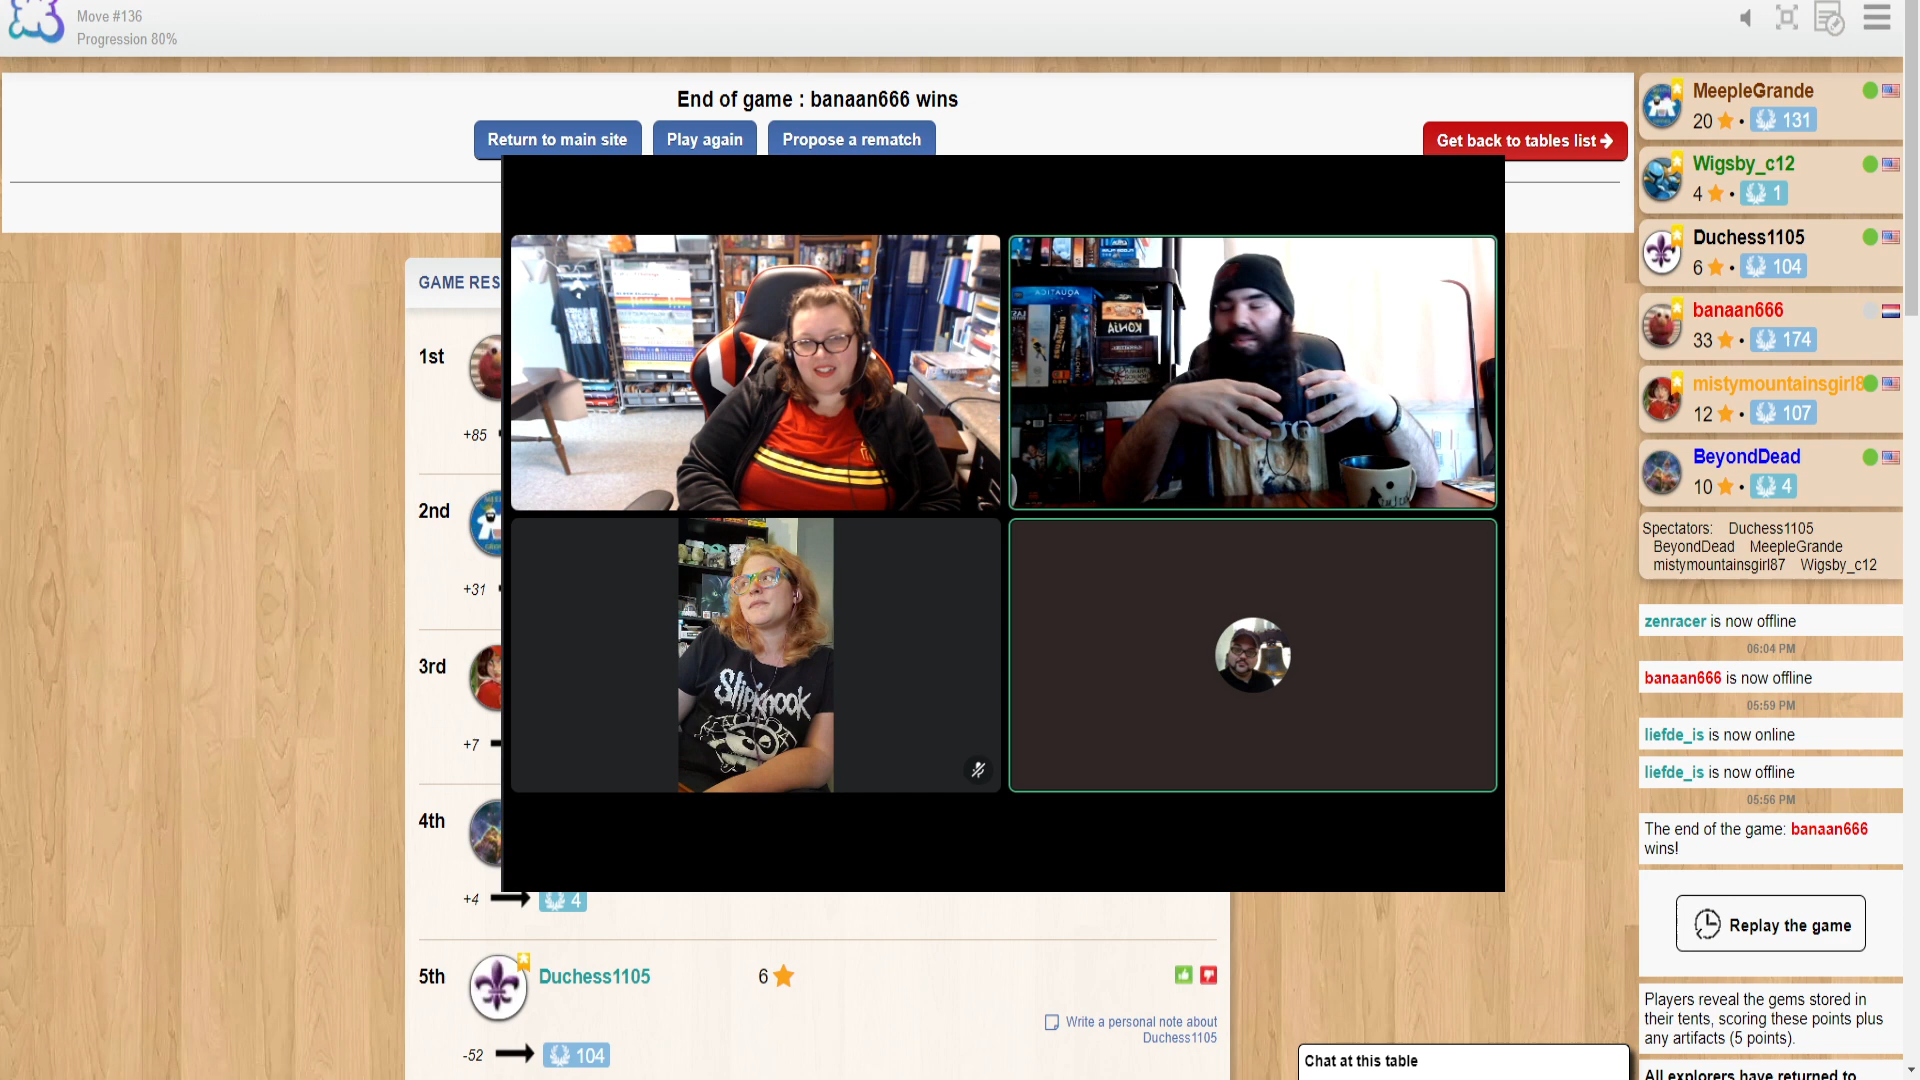 Move #136
Progression 80%
End of game : banaan666 wins
Return to main site
Play again
Propose a rematch
Get back to tables list
GAME RES
1st
+85
2nd
+31
3rd
+7
4th
+4
4
5th
Duchess1105
6
Write a personal note about
Duchess1105
-52
104
AQUATICA
KONJA
Slipknook
MeepleGrande
20 • 131
Wigsby_c12
4 • 1
Duchess1105
6 • 104
banaan666
33 • 174
mistymountainsgirl8
12 • 107
BeyondDead
10 • 4
Spectators: Duchess1105
BeyondDead MeepleGrande
mistymountainsgirl87 Wigsby_c12
zenracer is now offline
06:04 PM
banaan666 is now offline
05:59 PM
liefde_is is now online
liefde_is is now offline
05:56 PM
The end of the game: banaan666
wins!
Replay the game
Players reveal the gems stored in
their tents, scoring these points plus
any artifacts (5 points).
All explorers have returned to
Chat at this table